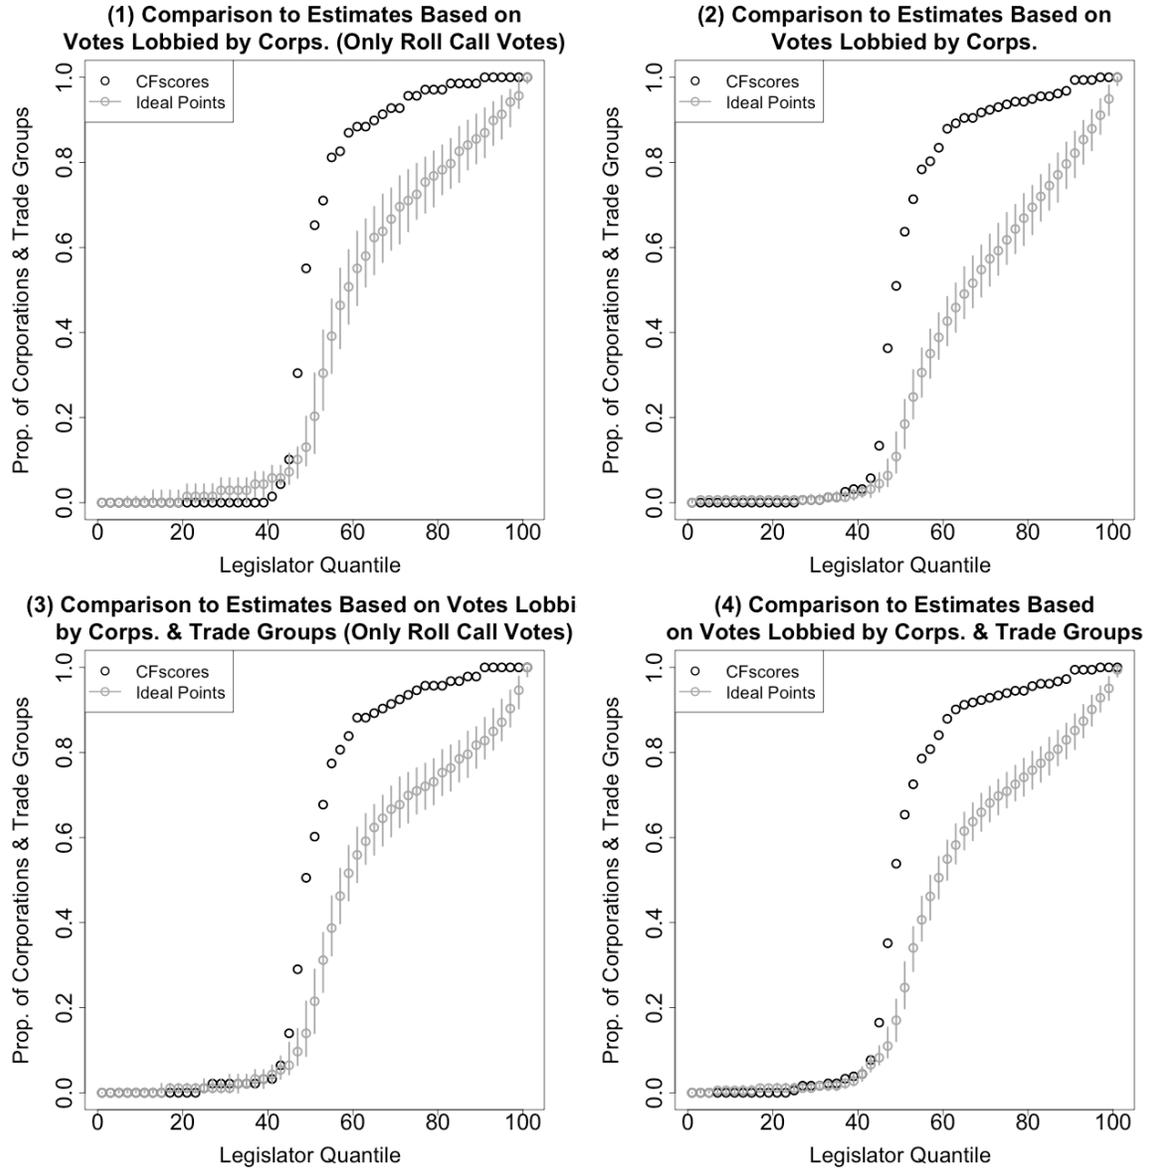 (1) Comparison to Estimates Based on
Votes Lobbied by Corps. (Only Roll Call Votes)
CFscores
Ideal Points
Prop. of Corporations & Trade Groups
0.0 0.2 0.4 0.6 0.8 1.0
0 20 40 60 80 100
Legislator Quantile
(2) Comparison to Estimates Based on
Votes Lobbied by Corps.
CFscores
Ideal Points
Prop. of Corporations & Trade Groups
0.0 0.2 0.4 0.6 0.8 1.0
0 20 40 60 80 100
Legislator Quantile
(3) Comparison to Estimates Based on Votes Lobbi
by Corps. & Trade Groups (Only Roll Call Votes)
CFscores
Ideal Points
Prop. of Corporations & Trade Groups
0.0 0.2 0.4 0.6 0.8 1.0
0 20 40 60 80 100
Legislator Quantile
(4) Comparison to Estimates Based
on Votes Lobbied by Corps. & Trade Groups
CFscores
Ideal Points
Prop. of Corporations & Trade Groups
0.0 0.2 0.4 0.6 0.8 1.0
0 20 40 60 80 100
Legislator Quantile